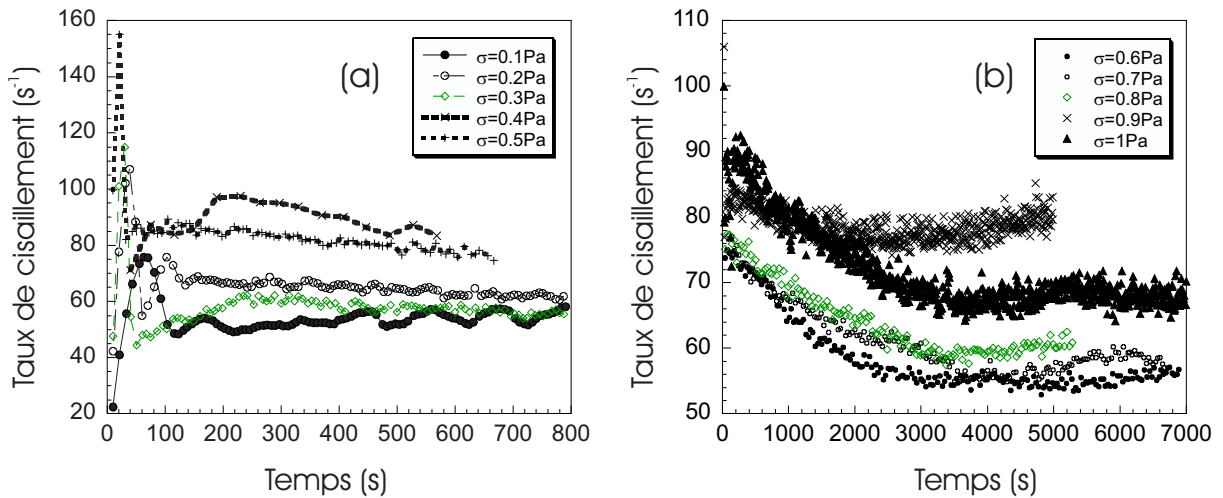 (a)
Taux de cisaillement (s⁻¹)
160
140
120
100
80
60
40
20
0 100 200 300 400 500 600 700 800
Temps (s)
σ=0.1Pa
σ=0.2Pa
σ=0.3Pa
σ=0.4Pa
σ=0.5Pa
(b)
Taux de cisaillement (s⁻¹)
110
100
90
80
70
60
50
0 1000 2000 3000 4000 5000 6000 7000
Temps (s)
σ=0.6Pa
σ=0.7Pa
σ=0.8Pa
σ=0.9Pa
σ=1Pa